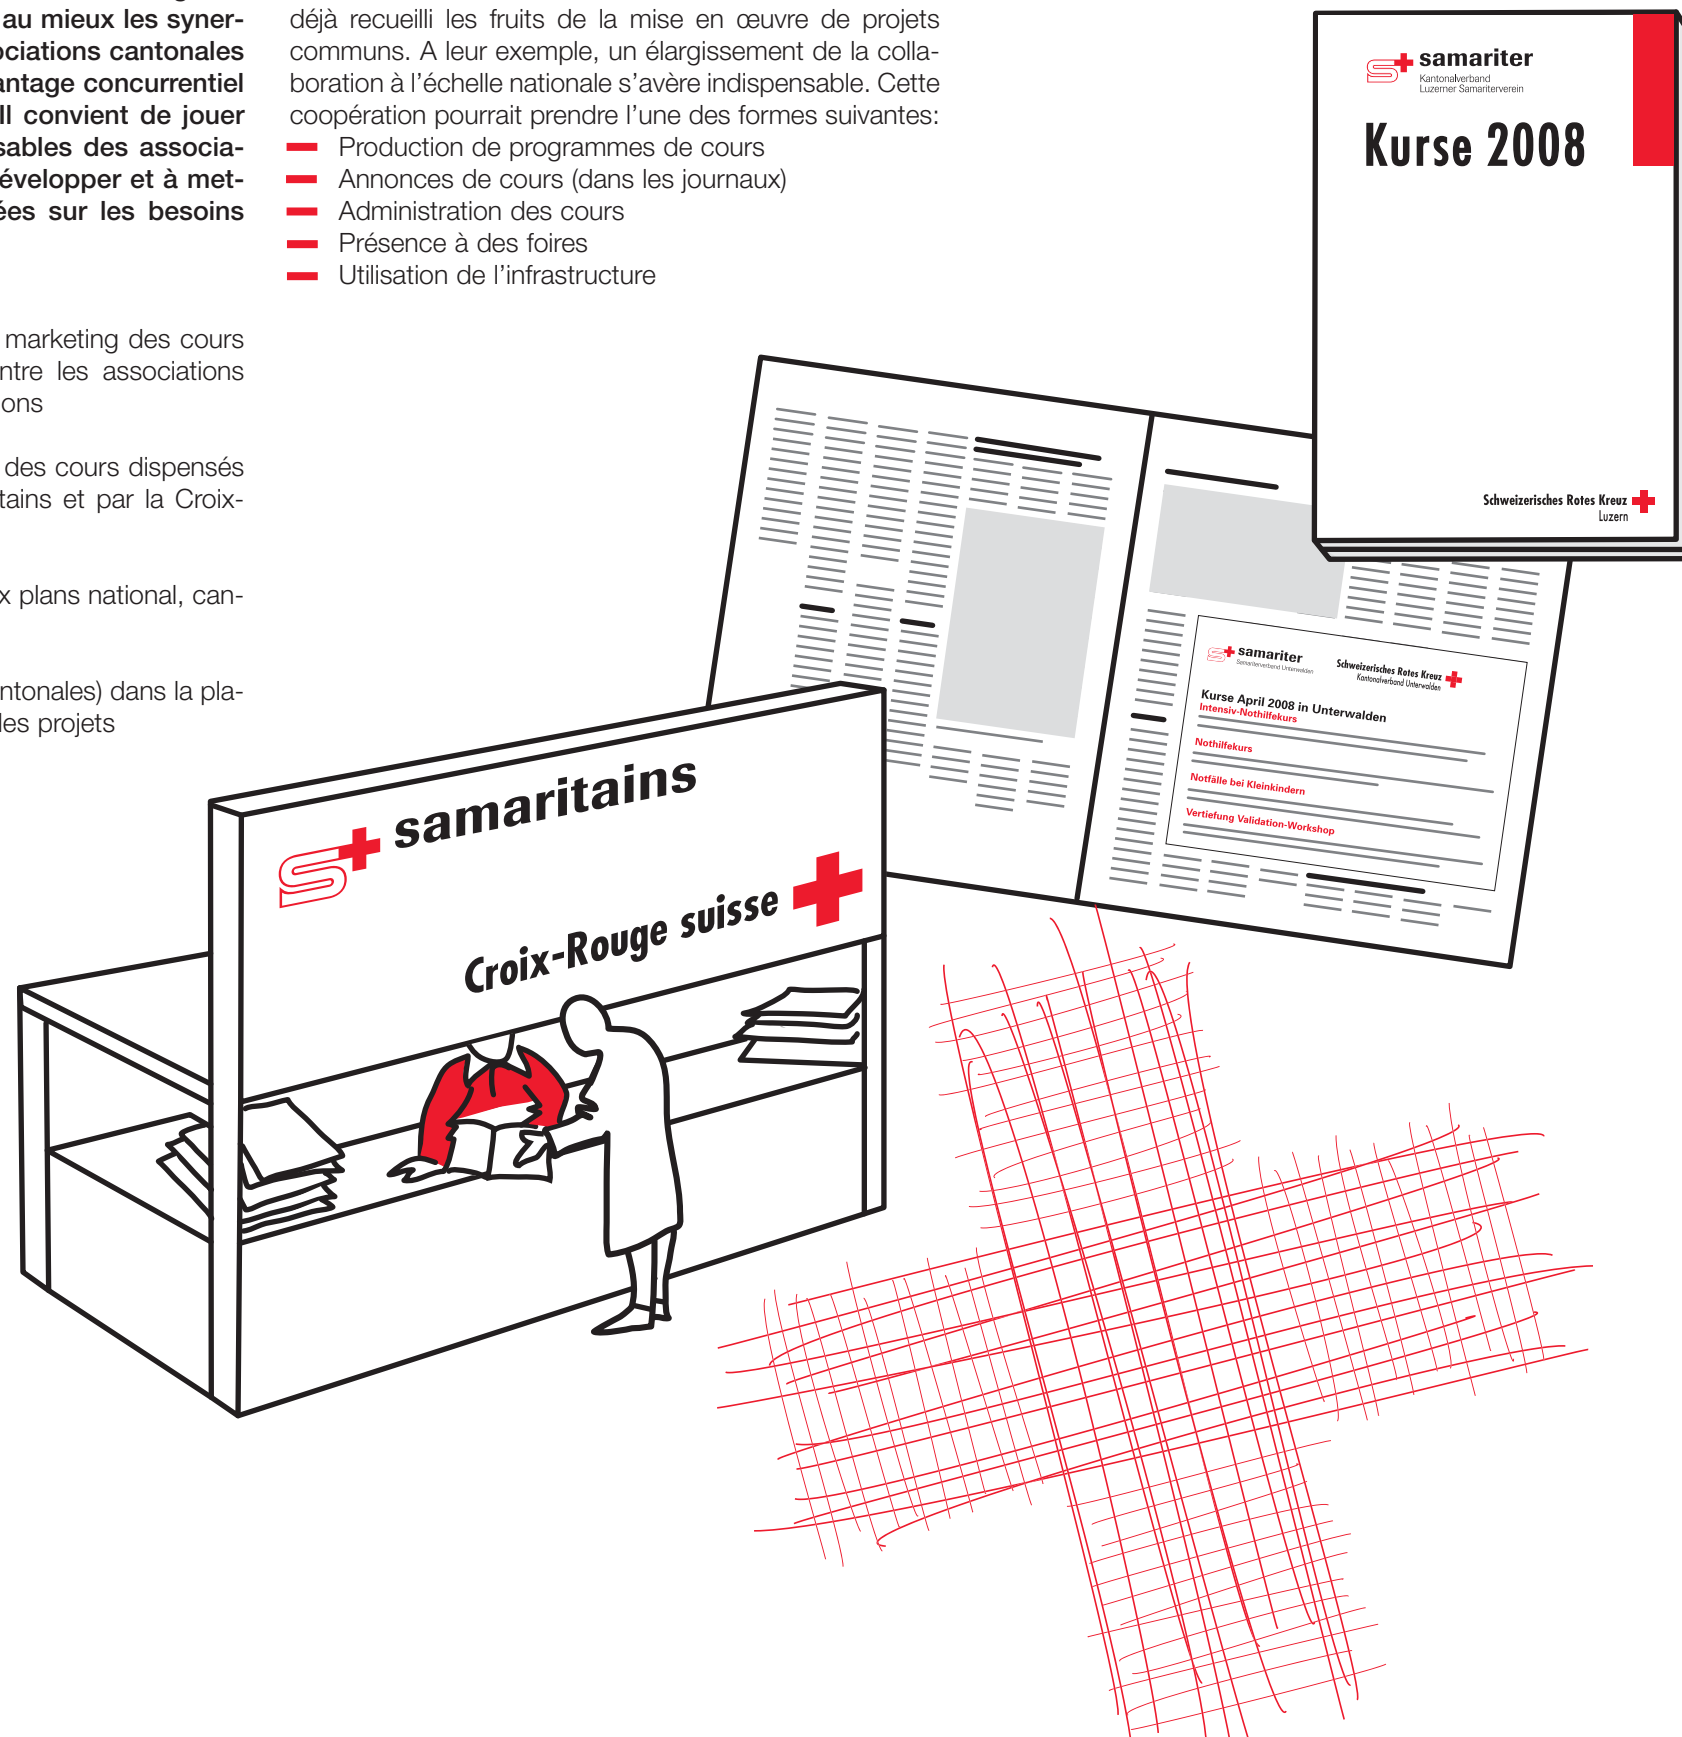 au mieux les syner-
ociations cantonales
antage concurrentiel
Il convient de jouer
sables des associa-
évelopper et à met-
ées sur les besoins
marketing des cours
ntre les associations
ons
des cours dispensés
tains et par la Croix-
x plans national, can-
ntonales) dans la pla-
les projets
déjà recueilli les fruits de la mise en œuvre de projets
communs. A leur exemple, un élargissement de la colla-
boration à l’échelle nationale s’avère indispensable. Cette
coopération pourrait prendre l’une des formes suivantes:
Production de programmes de cours
Annonces de cours (dans les journaux)
Administration des cours
Présence à des foires
Utilisation de l’infrastructure
samariter
Kantonalverband
Luzerner Samariterverein
Kurse 2008
Schweizerisches Rotes Kreuz
Luzern
samariter
Samariterverband Unterwalden
Schweizerisches Rotes Kreuz
Kantonalverband Unterwalden
Kurse April 2008 in Unterwalden
Intensiv-Nothilfekurs
Nothilfekurs
Notfälle bei Kleinkindern
Vertiefung Validation-Workshop
samaritains
Croix-Rouge suisse